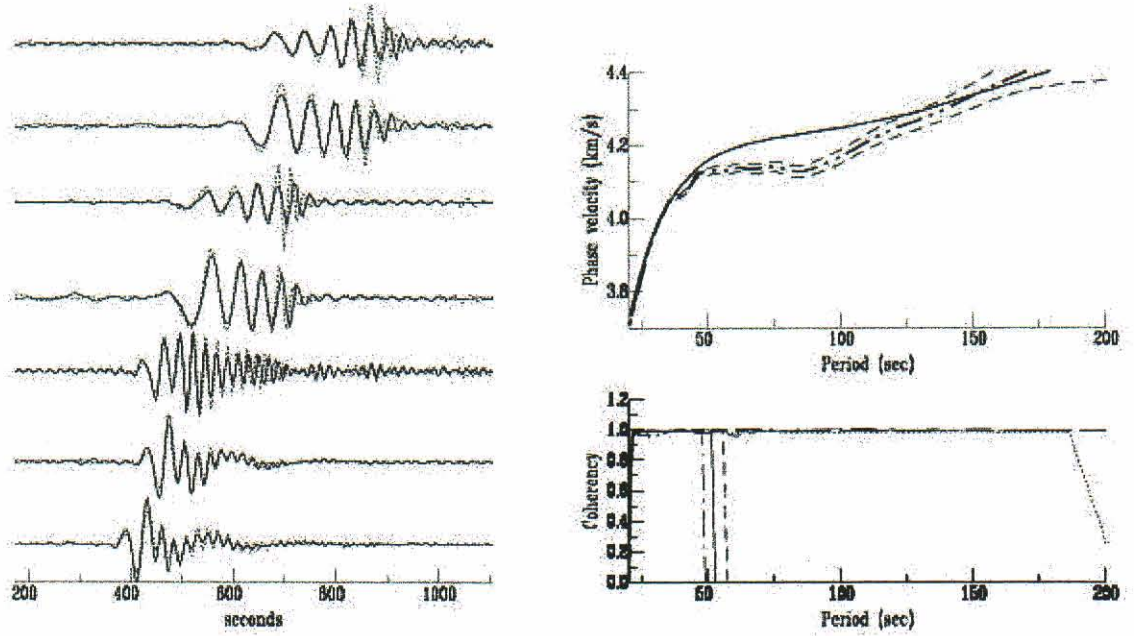 200 400 600 800 1000
seconds
4.4
4.2
4.0
3.8
Phase velocity (km/s)
50 100 150 200
Period (sec)
1.2
1.0
0.8
0.6
0.4
0.2
0.0
Coherency
50 100 150 200
Period (sec)